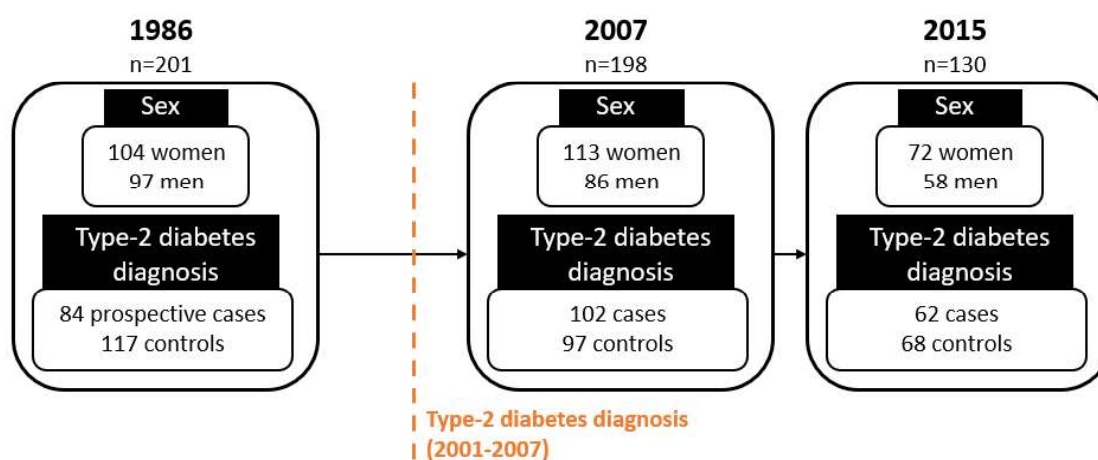 1986
n=201
Sex
104 women
97 men
Type-2 diabetes
diagnosis
84 prospective cases
117 controls
2007
n=198
Sex
113 women
86 men
Type-2 diabetes
diagnosis
102 cases
97 controls
2015
n=130
Sex
72 women
58 men
Type-2 diabetes
diagnosis
62 cases
68 controls
Type-2 diabetes diagnosis
(2001-2007)